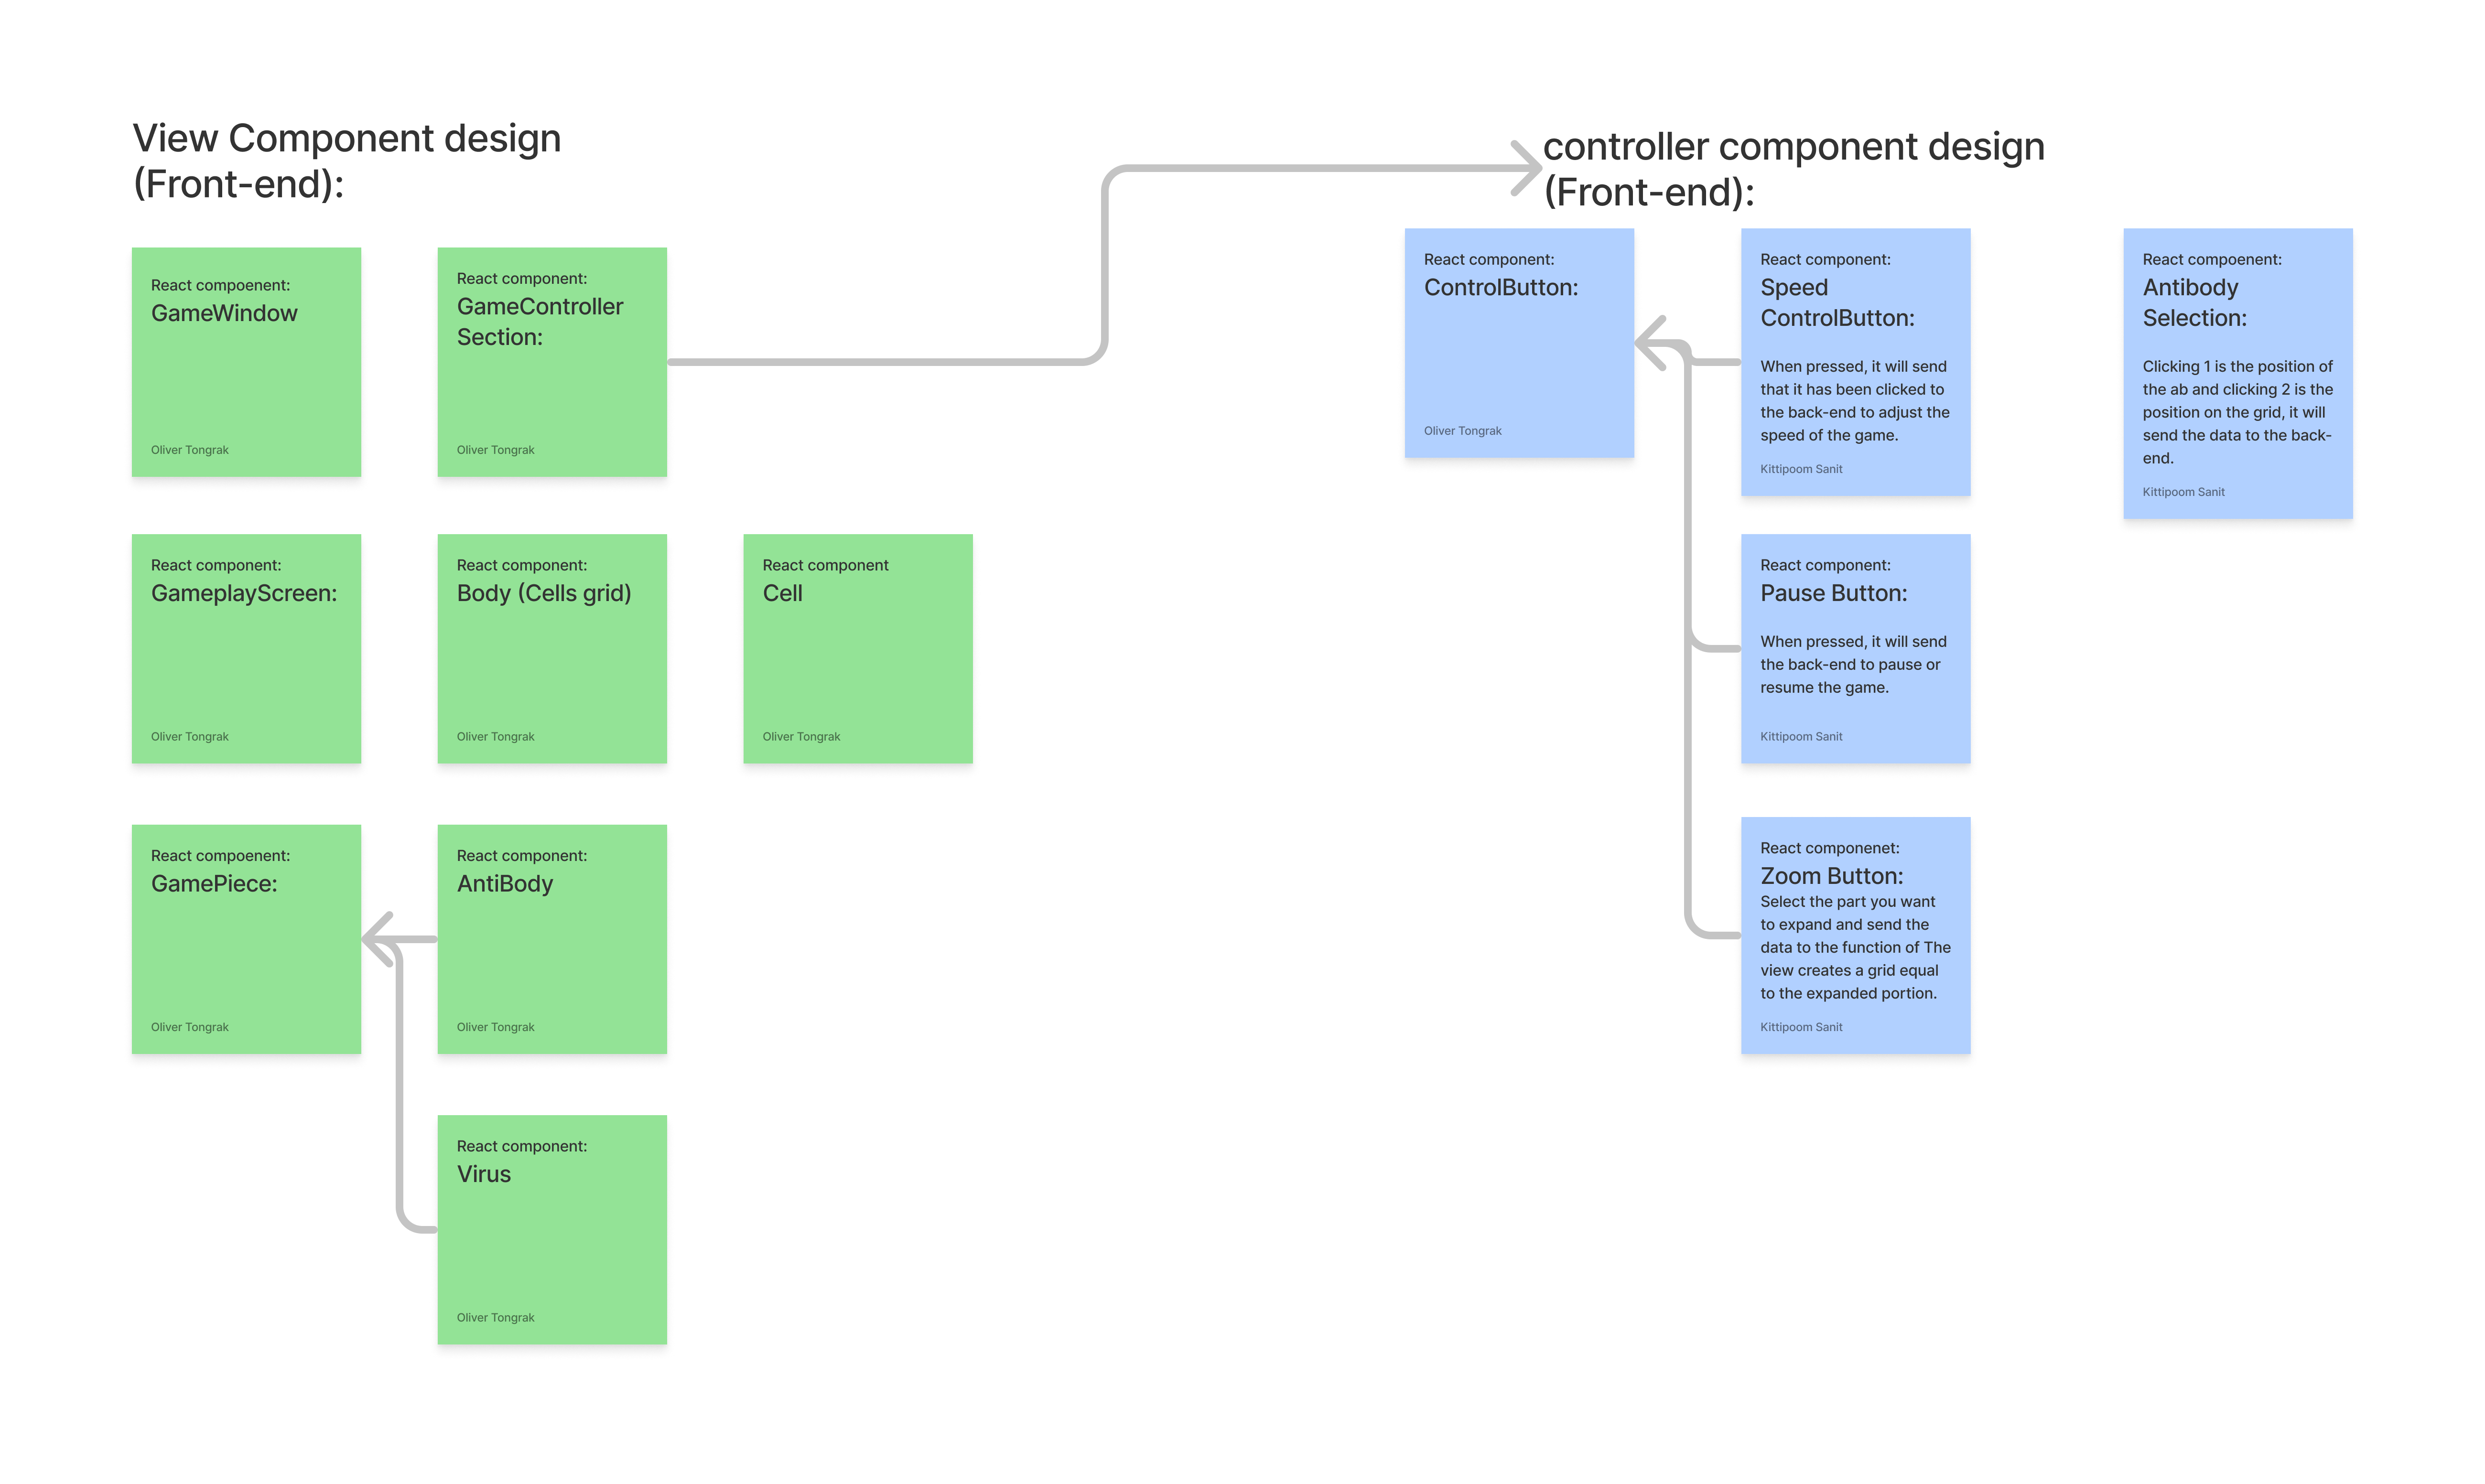 View Component design
(Front-end):
React compoenent:
GameWindow
Oliver Tongrak
React component:
GameController
Section:
Oliver Tongrak
React component:
GameplayScreen:
Oliver Tongrak
React component:
Body (Cells grid)
Oliver Tongrak
React component
Cell
Oliver Tongrak
React compoenent:
GamePiece:
Oliver Tongrak
React component:
AntiBody
Oliver Tongrak
React component:
Virus
Oliver Tongrak
controller component design
(Front-end):
React component:
ControlButton:
Oliver Tongrak
React component:
Speed
ControlButton:
When pressed, it will send
that it has been clicked to
the back-end to adjust the
speed of the game.
Kittipoom Sanit
React compoenent:
Antibody
Selection:
Clicking 1 is the position of
the ab and clicking 2 is the
position on the grid, it will
send the data to the back-
end.
Kittipoom Sanit
React component:
Pause Button:
When pressed, it will send
the back-end to pause or
resume the game.
Kittipoom Sanit
React componenet:
Zoom Button:
Select the part you want
to expand and send the
data to the function of The
view creates a grid equal
to the expanded portion.
Kittipoom Sanit